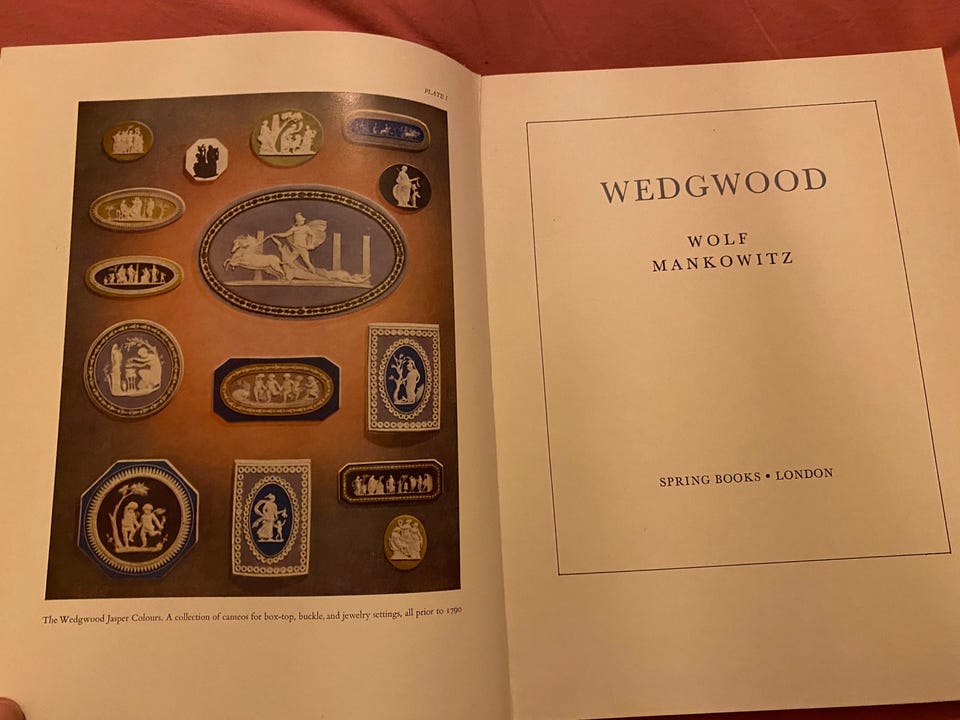 PLATE I
The Wedgwood Jasper Colours. A collection of cameos for box-top, buckle, and jewelry settings, all prior to 1790
WEDGWOOD
WOLF
MANKOWITZ
SPRING BOOKS • LONDON